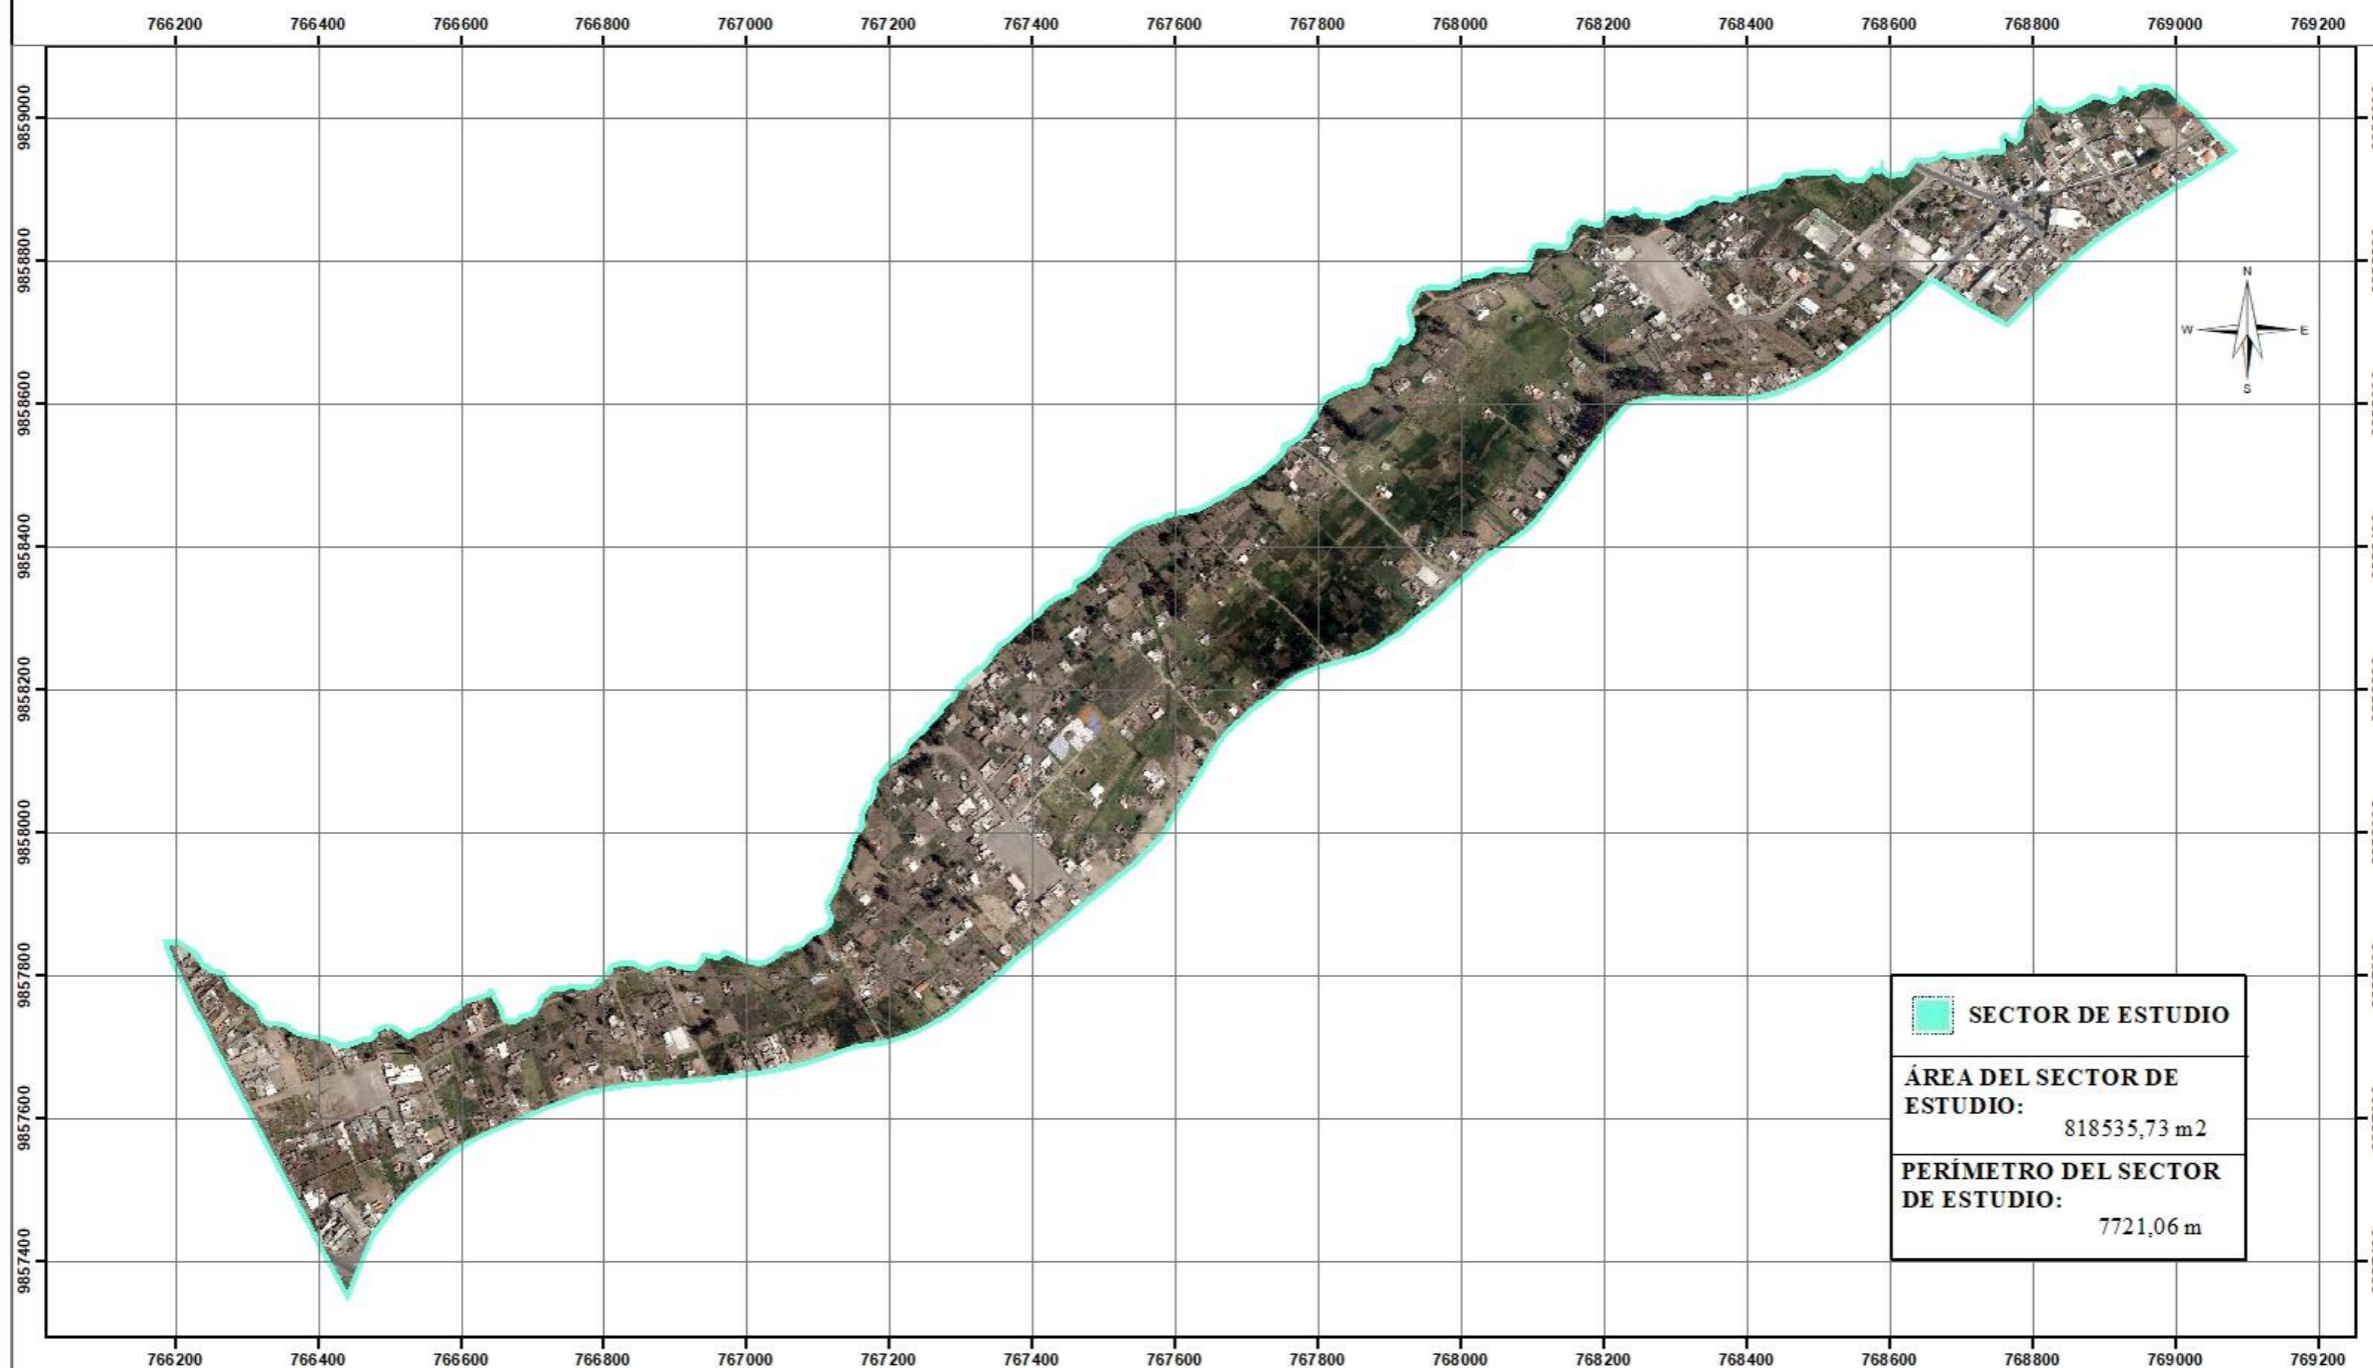 766200 766400 766600 766800 767000 767200 767400 767600 767800 768000 768200 768400 768600 768800 769000 769200
9859000
9858800
9858600
9858400
9858200
9858000
9857800
9857600
9857400
N
W E
S
SECTOR DE ESTUDIO
ÁREA DEL SECTOR DE
ESTUDIO:
818535,73 m2
PERÍMETRO DEL SECTOR
DE ESTUDIO:
7721,06 m
766200 766400 766600 766800 767000 767200 767400 767600 767800 768000 768200 768400 768600 768800 769000 769200